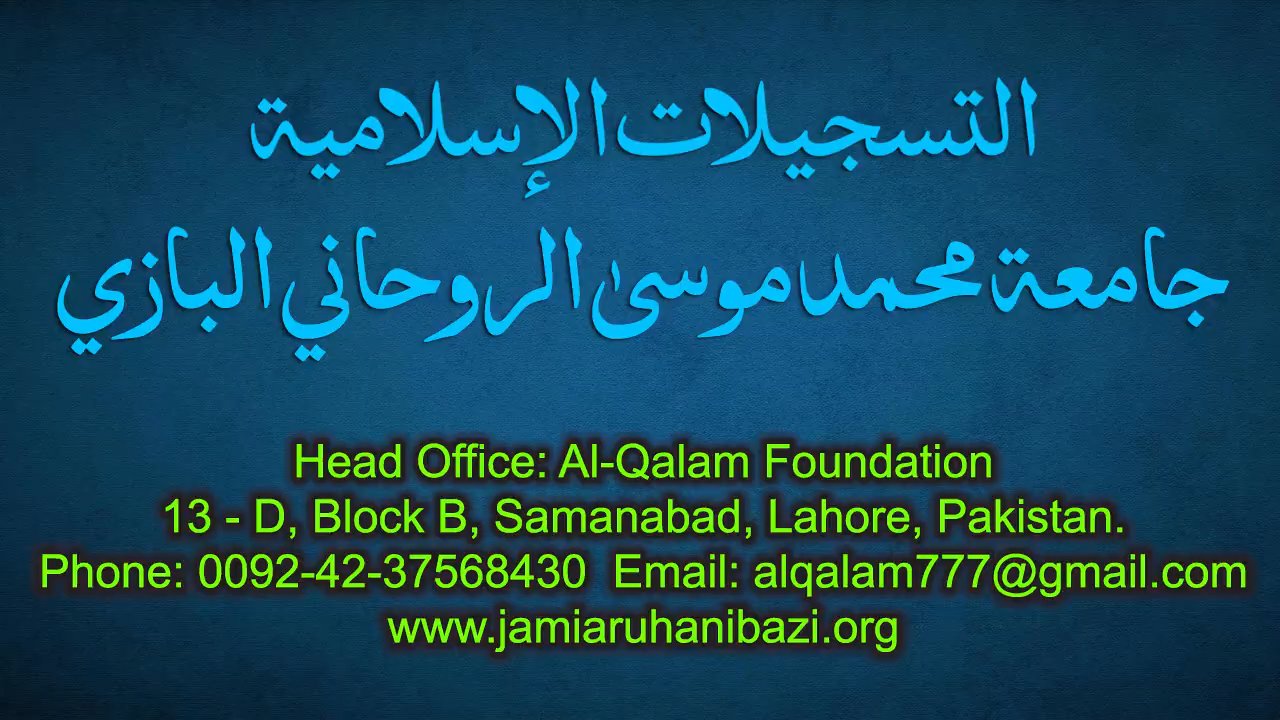 التسجيلات الإسلامية
جامعة محمد موسىٰ الروحاني البازي
Head Office: Al-Qalam Foundation
13 - D, Block B, Samanabad, Lahore, Pakistan.
Phone: 0092-42-37568430 Email: alqalam777@gmail.com
www.jamiaruhanibazi.org